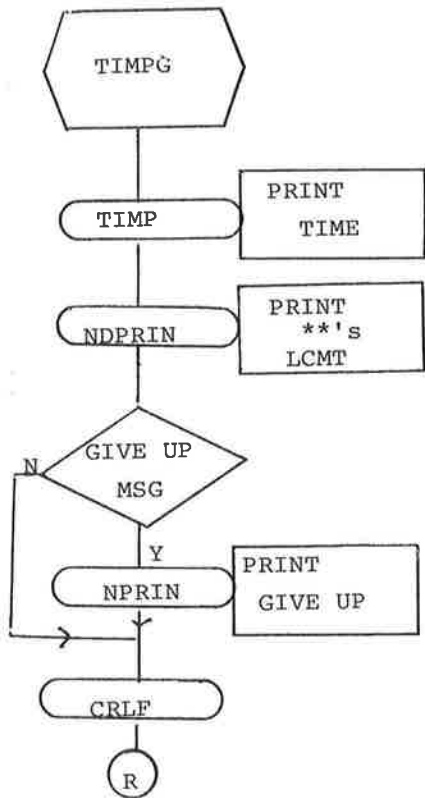 TIMPG
TIMP
PRINT
TIME
NDPRIN
PRINT
**'s
LCMT
GIVE UP
MSG
N
Y
NPRIN
PRINT
GIVE UP
CRLF
R